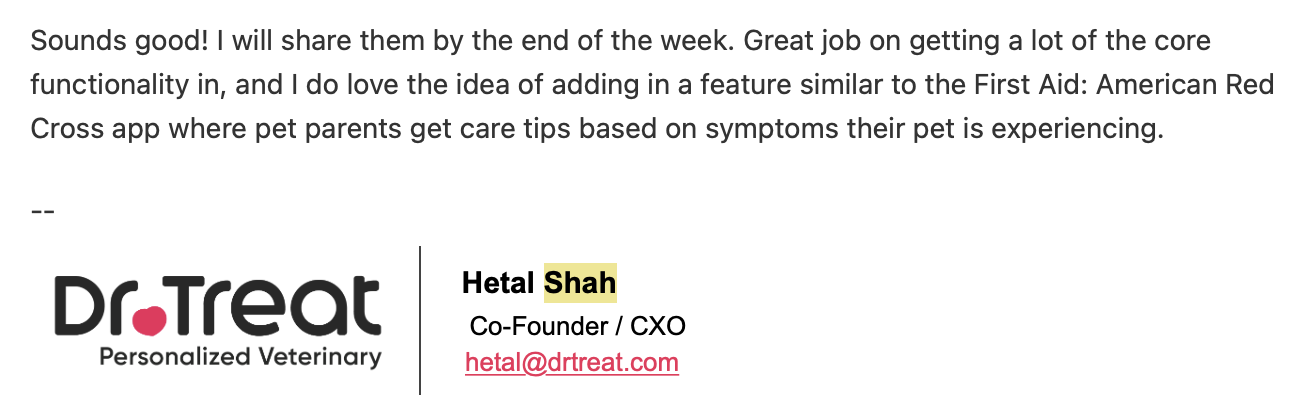 Sounds good! I will share them by the end of the week. Great job on getting a lot of the core
functionality in, and I do love the idea of adding in a feature similar to the First Aid: American Red
Cross app where pet parents get care tips based on symptoms their pet is experiencing.
--
Dr.Treat
Personalized Veterinary
Hetal Shah
Co-Founder / CXO
hetal@drtreat.com